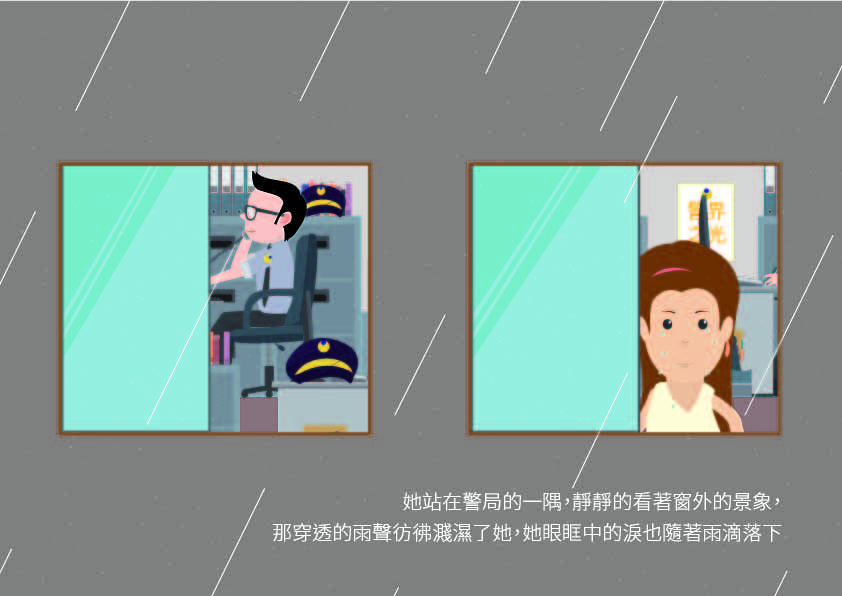 警界
之光
她站在警局的一隅，靜靜的看著窗外的景象，
那穿透的雨聲彷彿濺濕了她，她眼眶中的淚也隨著雨滴落下